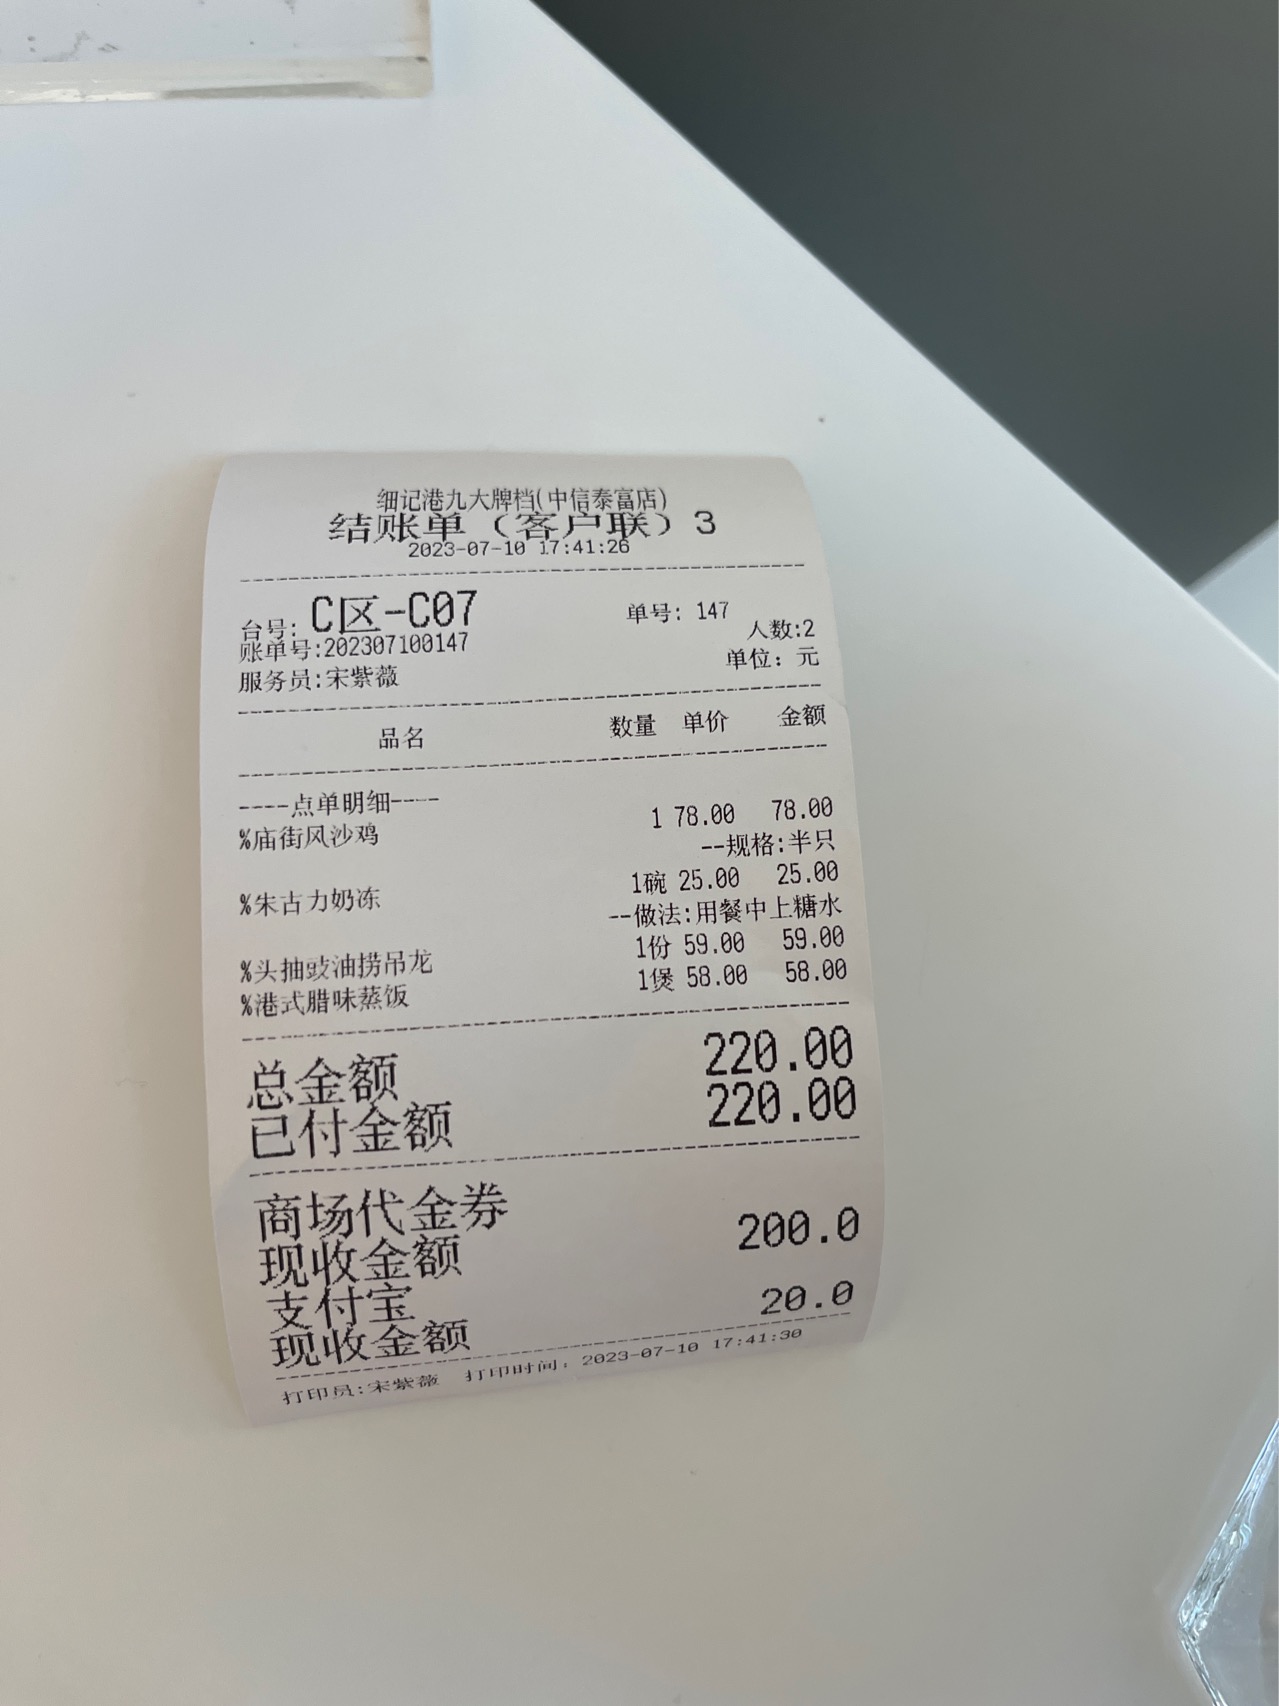 细记港九大牌档(中信泰富店)
结账单（客户联）3
2023-07-10 17:41:26
台号: C区-C07 单号: 147
账单号:202307100147 人数:2
服务员:宋紫薇 单位: 元
品名 数量 单价 金额
----点单明细----
%庙街风沙鸡 1 78.00 78.00
--规格:半只
%朱古力奶冻 1碗 25.00 25.00
--做法:用餐中上糖水
%头抽豉油捞吊龙 1份 59.00 59.00
%港式腊味蒸饭 1煲 58.00 58.00
总金额 220.00
已付金额 220.00
商场代金券
现收金额 200.0
支付宝
现收金额 20.0
打印员:宋紫薇 打印时间: 2023-07-10 17:41:30